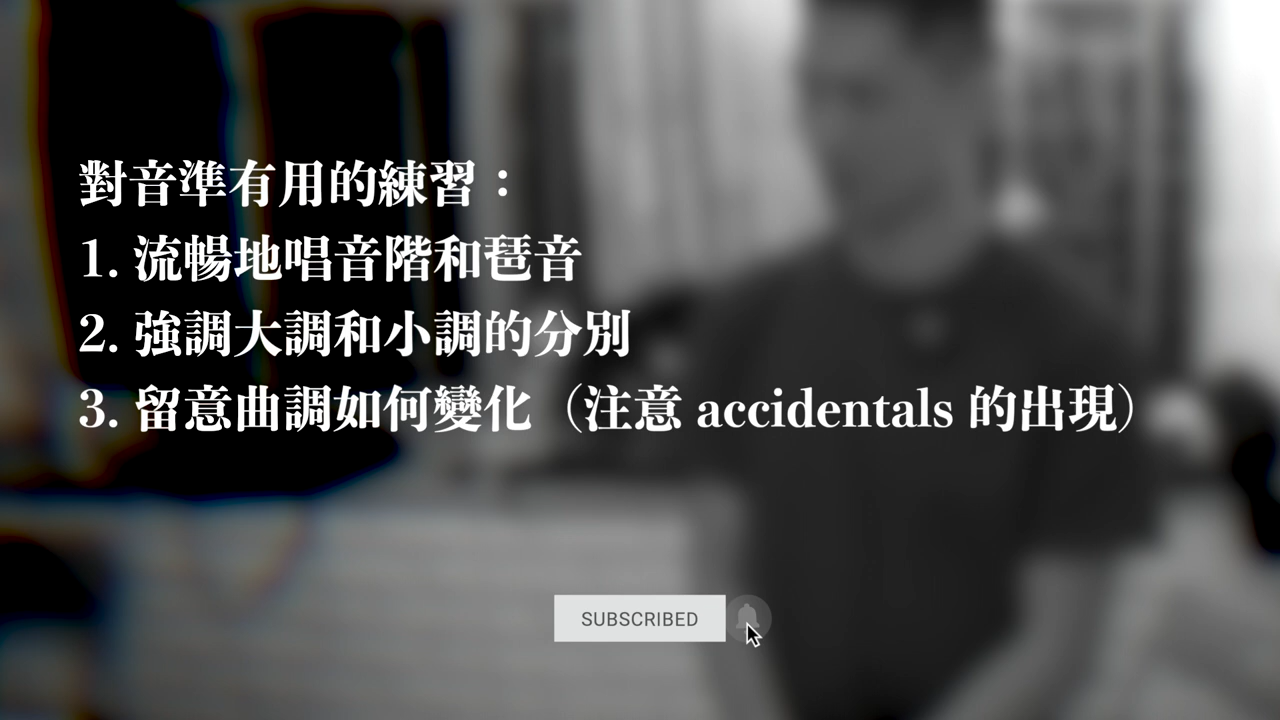 對音準有用的練習：
1. 流暢地唱音階和琶音
2. 強調大調和小調的分別
3. 留意曲調如何變化（注意 accidentals 的出現）
SUBSCRIBED